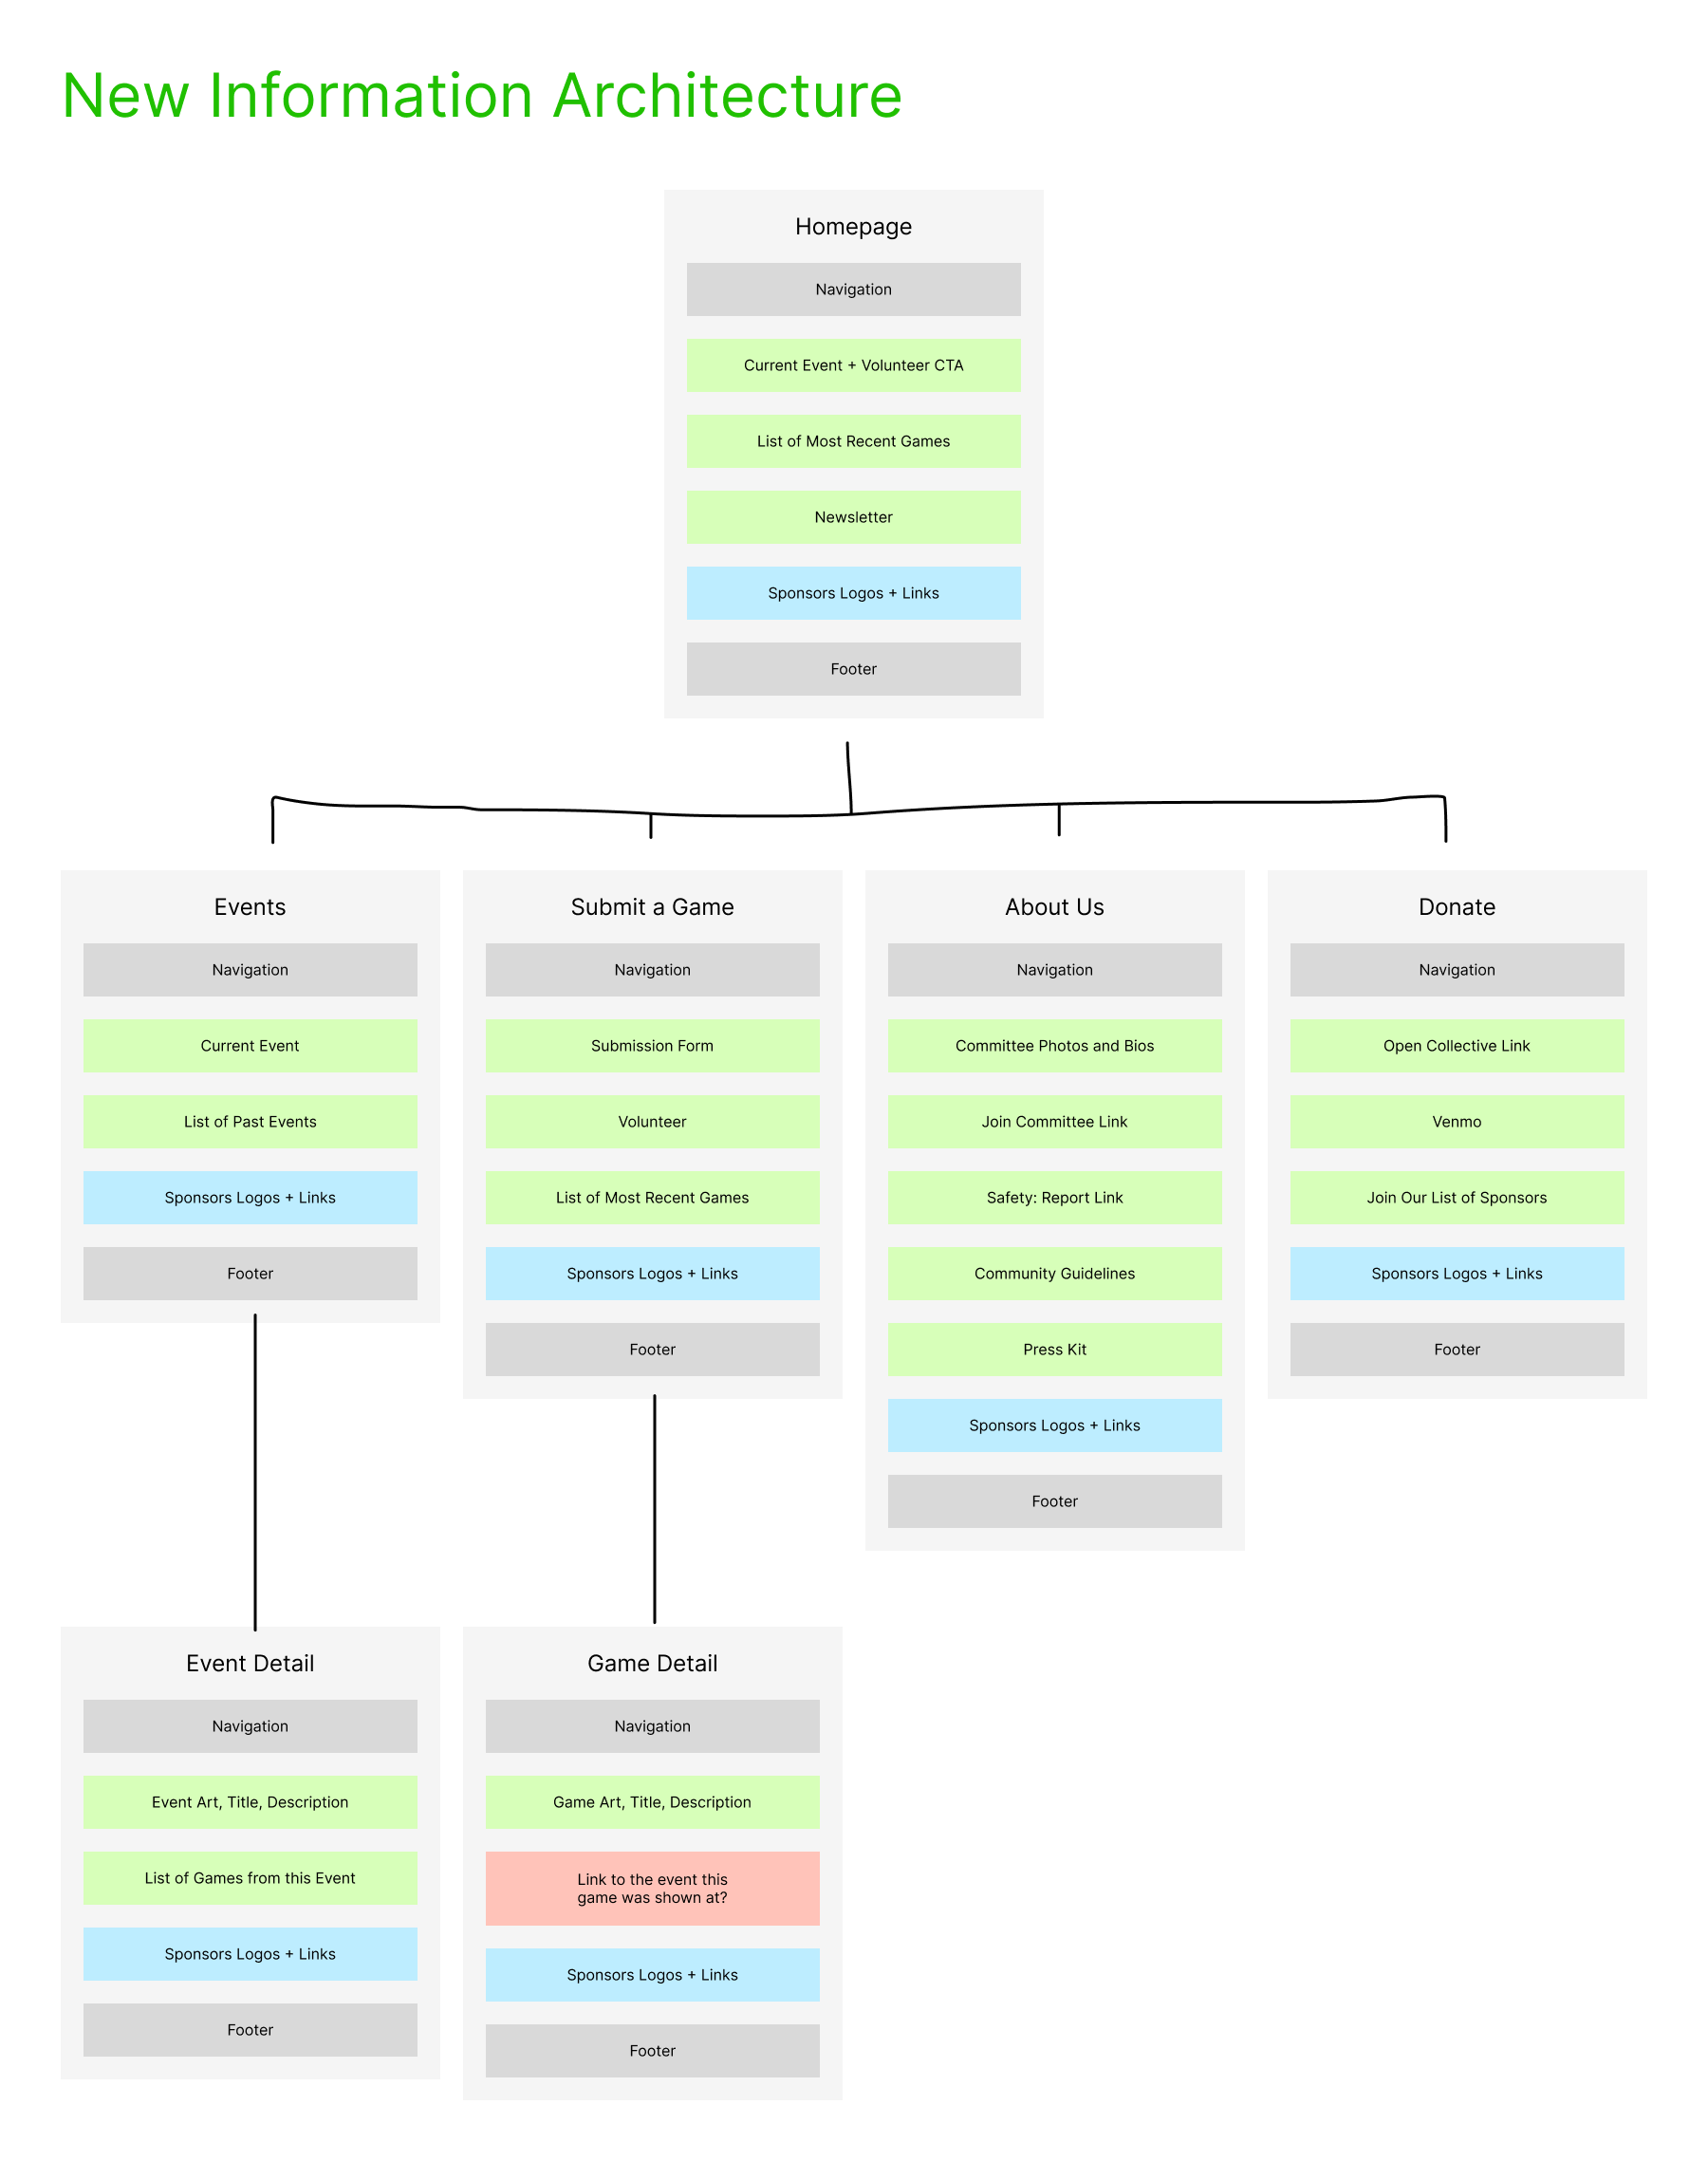 New Information Architecture
Homepage
Navigation
Current Event + Volunteer CTA
List of Most Recent Games
Newsletter
Sponsors Logos + Links
Footer
Events
Navigation
Current Event
List of Past Events
Sponsors Logos + Links
Footer
Submit a Game
Navigation
Submission Form
Volunteer
List of Most Recent Games
Sponsors Logos + Links
Footer
About Us
Navigation
Committee Photos and Bios
Join Committee Link
Safety: Report Link
Community Guidelines
Press Kit
Sponsors Logos + Links
Footer
Donate
Navigation
Open Collective Link
Venmo
Join Our List of Sponsors
Sponsors Logos + Links
Footer
Event Detail
Navigation
Event Art, Title, Description
List of Games from this Event
Sponsors Logos + Links
Footer
Game Detail
Navigation
Game Art, Title, Description
Link to the event this
game was shown at?
Sponsors Logos + Links
Footer